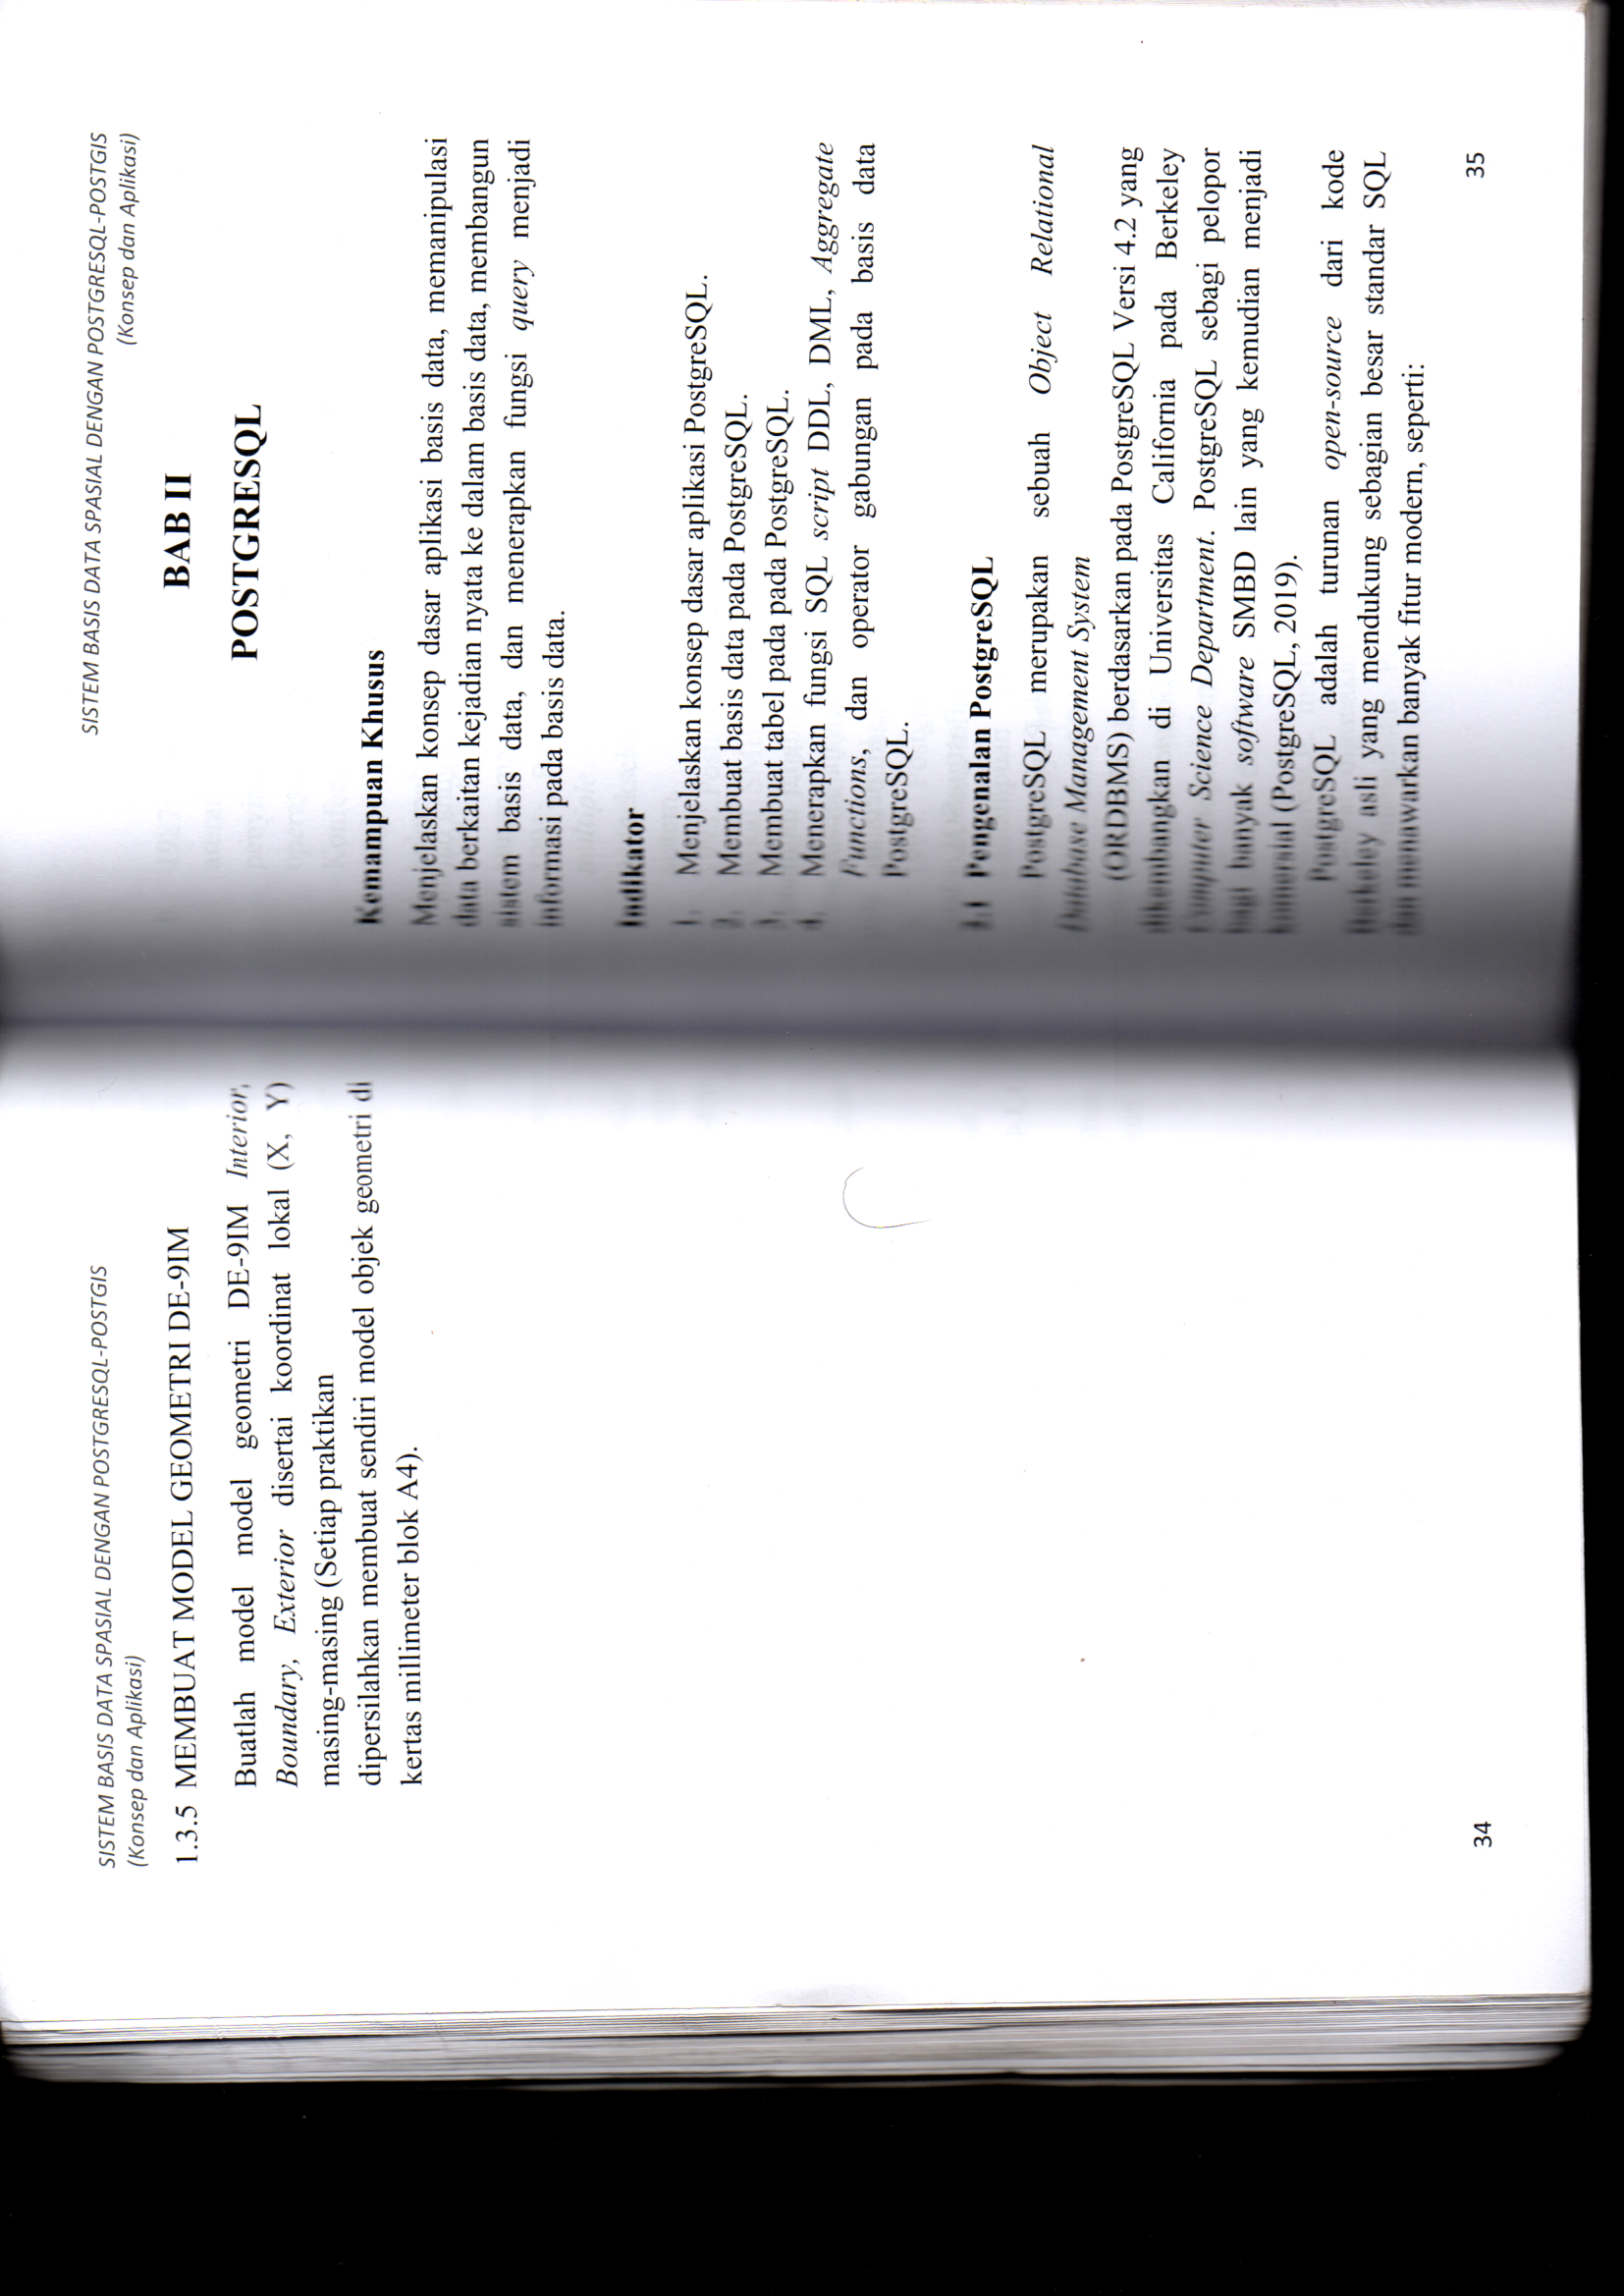 SISTEM BASIS DATA SPASIAL DENGAN POSTGRESQL-POSTGIS
(Konsep dan Aplikasi)
1.3.5 MEMBUAT MODEL GEOMETRI DE-9IM
Buatlah model model geometri DE-9IM Interior,
Boundary, Exterior disertai koordinat lokal (X, Y)
masing-masing (Setiap praktikan
dipersilahkan membuat sendiri model objek geometri di
kertas millimeter blok A4).
34
SISTEM BASIS DATA SPASIAL DENGAN POSTGRESQL-POSTGIS
(Konsep dan Aplikasi)
BAB II
POSTGRESQL
Kemampuan Khusus
Menjelaskan konsep dasar aplikasi basis data, memanipulasi
data berkaitan kejadian nyata ke dalam basis data, membangun
sistem basis data, dan menerapkan fungsi query menjadi
informasi pada basis data.
Indikator
1. Menjelaskan konsep dasar aplikasi PostgreSQL.
2. Membuat basis data pada PostgreSQL.
3. Membuat tabel pada pada PostgreSQL.
4. Menerapkan fungsi SQL script DDL, DML, Aggregate
Functions, dan operator gabungan pada basis data
PostgreSQL.
2.1 Pengenalan PostgreSQL
PostgreSQL merupakan sebuah Object Relational
Database Management System
(ORDBMS) berdasarkan pada PostgreSQL Versi 4.2 yang
dikembangkan di Universitas California pada Berkeley
Computer Science Department. PostgreSQL sebagi pelopor
bagi banyak software SMBD lain yang kemudian menjadi
komersial (PostgreSQL, 2019).
PostgreSQL adalah turunan open-source dari kode
Berkeley asli yang mendukung sebagian besar standar SQL
dan menawarkan banyak fitur modern, seperti:
35